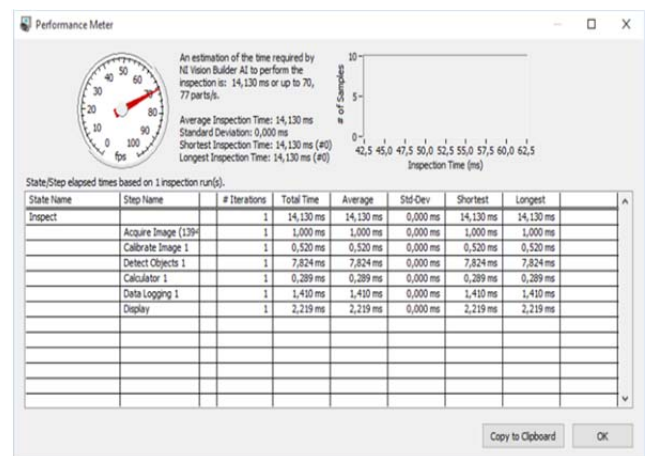 Performance Meter
An estimation of the time required by
NI Vision Builder AI to perform the
inspection is: 14,130 ms or up to 70,
77 parts/s.
Average Inspection Time: 14,130 ms
Standard Deviation: 0,000 ms
Shortest Inspection Time: 14,130 ms (#0)
Longest Inspection Time: 14,130 ms (#0)
0 10 20 30 40 50 60 70 80 90 100
fps
# of Samples
10
5
0
42,5 45,0 47,5 50,0 52,5 55,0 57,5 60,0 62,5
Inspection Time (ms)
State/Step elapsed times based on 1 inspection run(s).
State Name Step Name # Iterations Total Time Average Std-Dev Shortest Longest
Inspect 1 14,130 ms 14,130 ms 0,000 ms 14,130 ms 14,130 ms
Acquire Image (1394 1 1,000 ms 1,000 ms 0,000 ms 1,000 ms 1,000 ms
Calibrate Image 1 1 0,520 ms 0,520 ms 0,000 ms 0,520 ms 0,520 ms
Detect Objects 1 1 7,824 ms 7,824 ms 0,000 ms 7,824 ms 7,824 ms
Calculator 1 1 0,289 ms 0,289 ms 0,000 ms 0,289 ms 0,289 ms
Data Logging 1 1 1,410 ms 1,410 ms 0,000 ms 1,410 ms 1,410 ms
Display 1 2,219 ms 2,219 ms 0,000 ms 2,219 ms 2,219 ms
Copy to Clipboard OK